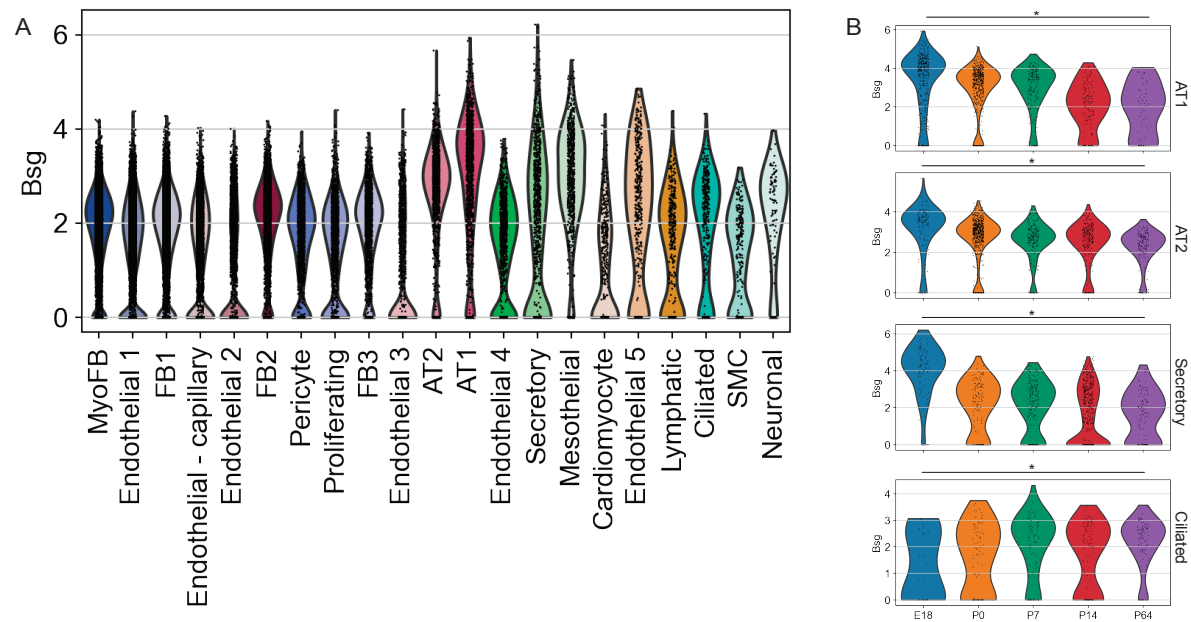 A
Bsg
6
4
2
0
MyoFB
Endothelial 1
FB1
Endothelial - capillary
Endothelial 2
FB2
Pericyte
Proliferating
FB3
Endothelial 3
AT2
AT1
Endothelial 4
Secretory
Mesothelial
Cardiomyocyte
Endothelial 5
Lymphatic
Ciliated
SMC
Neuronal
B
*
Bsg
6
4
2
0
AT1
*
Bsg
4
2
0
AT2
*
Bsg
6
4
2
0
Secretory
*
Bsg
4
3
2
1
0
Ciliated
E18 P0 P7 P14 P64